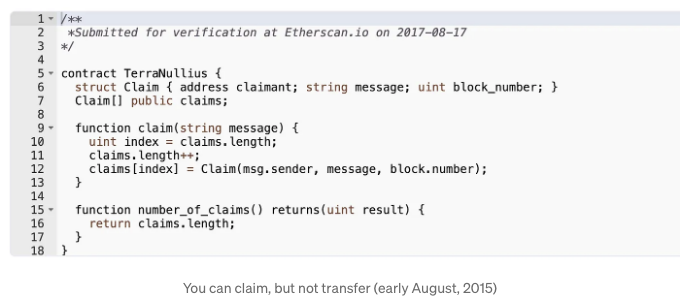 1 /**
2 *Submitted for verification at Etherscan.io on 2017-08-17
3 */
4
5 contract TerraNullius {
6 struct Claim { address claimant; string message; uint block_number; }
7 Claim[] public claims;
8
9 function claim(string message) {
10 uint index = claims.length;
11 claims.length++;
12 claims[index] = Claim(msg.sender, message, block.number);
13 }
14
15 function number_of_claims() returns(uint result) {
16 return claims.length;
17 }
18 }
You can claim, but not transfer (early August, 2015)